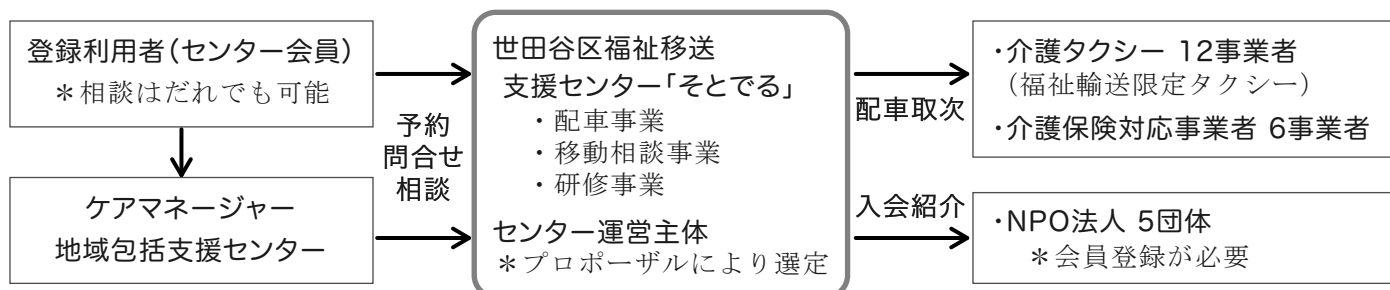 登録利用者(センター会員)
＊相談はだれでも可能
ケアマネージャー
地域包括支援センター
予約
問合せ
相談
世田谷区福祉移送
支援センター「そとでる」
・配車事業
・移動相談事業
・研修事業
センター運営主体
＊プロポーザルにより選定
配車取次
入会紹介
・介護タクシー 12事業者
（福祉輸送限定タクシー）
・介護保険対応事業者 6事業者
・NPO法人 5団体
＊会員登録が必要